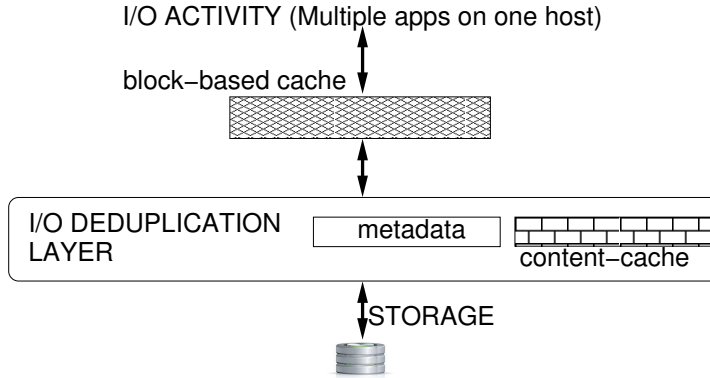 I/O ACTIVITY (Multiple apps on one host)
block−based cache
I/O DEDUPLICATION
LAYER
metadata
content−cache
STORAGE